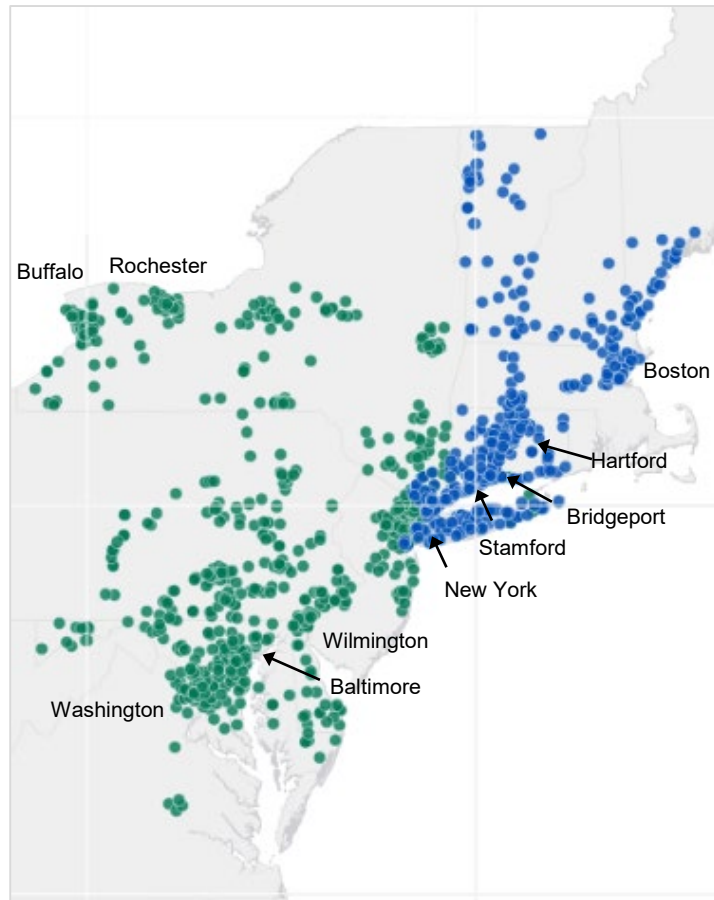 Buffalo
Rochester
Boston
Hartford
Bridgeport
Stamford
New York
Wilmington
Baltimore
Washington